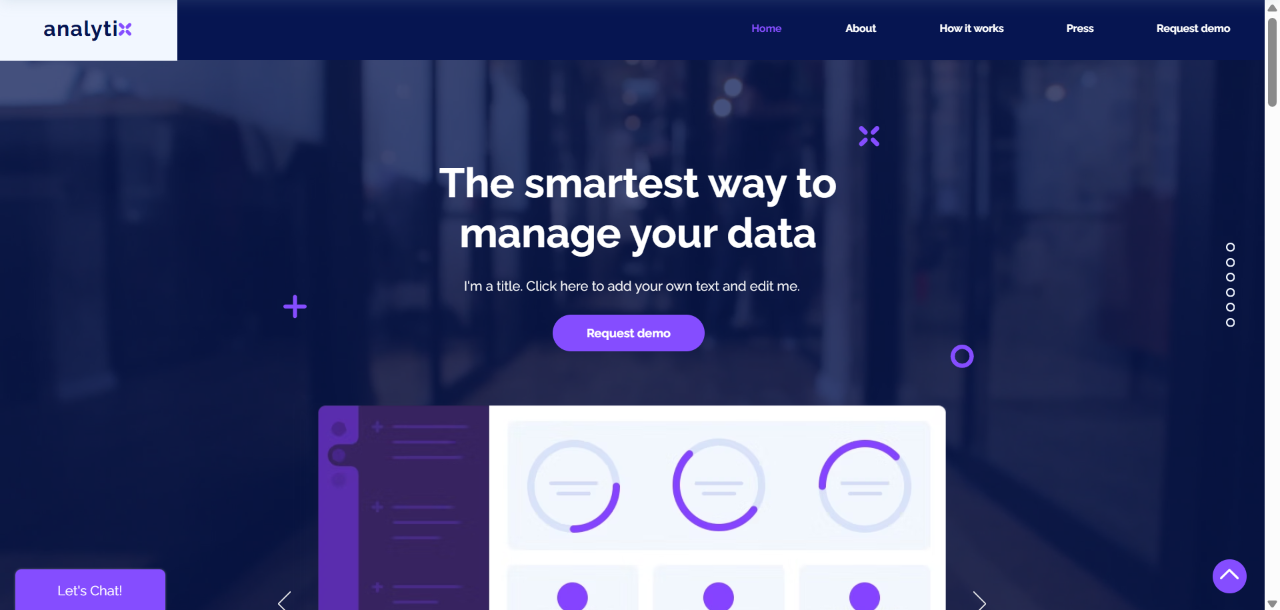 analytix
Home About How it works Press Request demo
The smartest way to
manage your data
I'm a title. Click here to add your own text and edit me.
Request demo
Let's Chat!